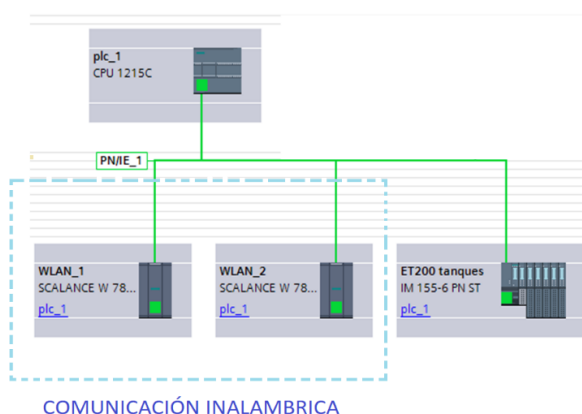 plc_1
CPU 1215C
PN/IE_1
WLAN_1
SCALANCE W 78...
plc_1
WLAN_2
SCALANCE W 78...
plc_1
ET200 tanques
IM 155-6 PN ST
plc_1
COMUNICACIÓN INALAMBRICA